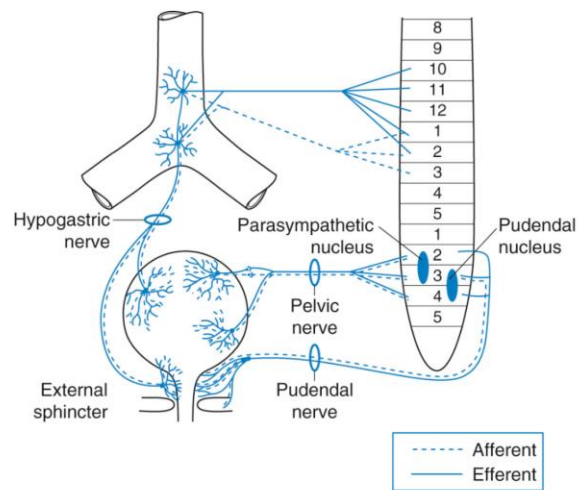 8
9
10
11
12
1
2
3
4
5
1
2
3
4
5
Hypogastric
nerve
Parasympathetic
nucleus
Pudendal
nucleus
Pelvic
nerve
External
sphincter
Pudendal
nerve
Afferent
Efferent